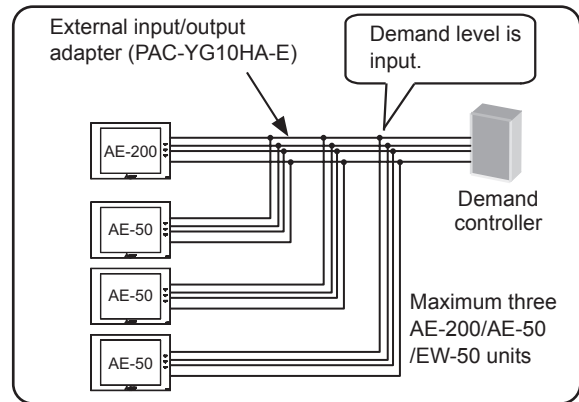 External input/output
adapter (PAC-YG10HA-E)
Demand level is
input.
AE-200
AE-50
AE-50
AE-50
Demand
controller
Maximum three
AE-200/AE-50
/EW-50 units